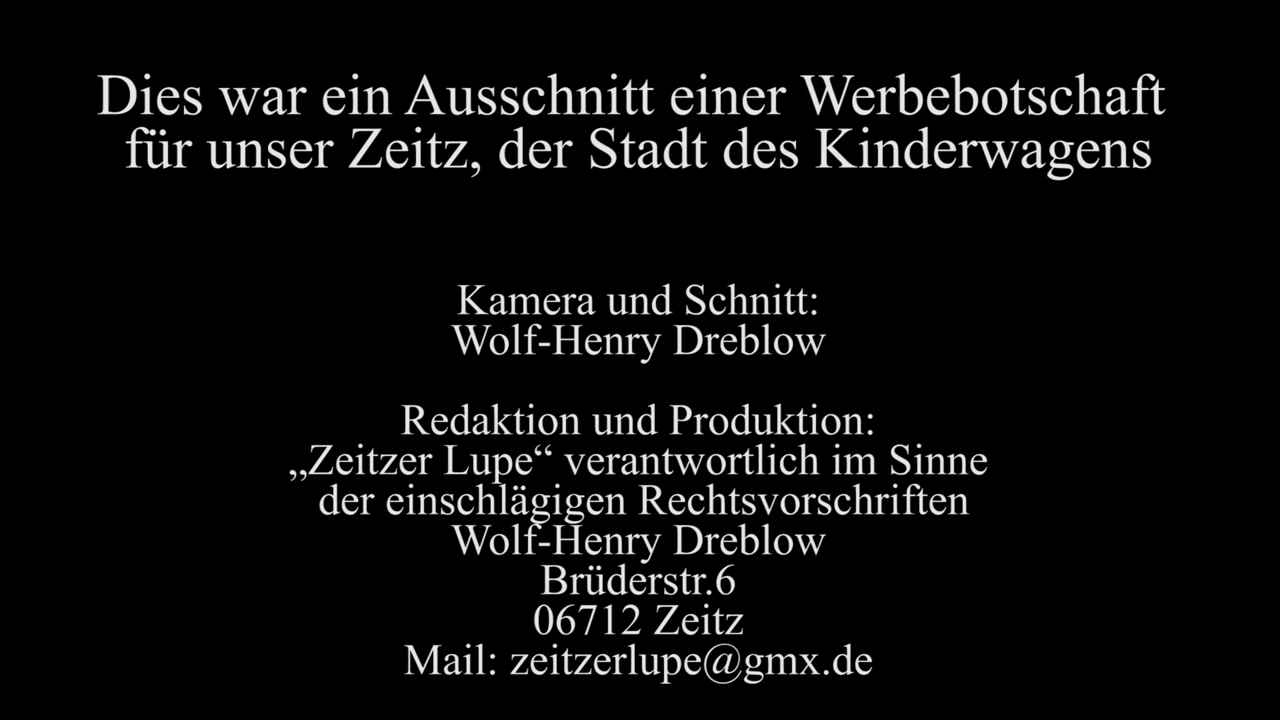 Dies war ein Ausschnitt einer Werbebotschaft
für unser Zeitz, der Stadt des Kinderwagens
Kamera und Schnitt:
Wolf-Henry Dreblow
Redaktion und Produktion:
„Zeitzer Lupe“ verantwortlich im Sinne
der einschlägigen Rechtsvorschriften
Wolf-Henry Dreblow
Brüderstr.6
06712 Zeitz
Mail: zeitzerlupe@gmx.de